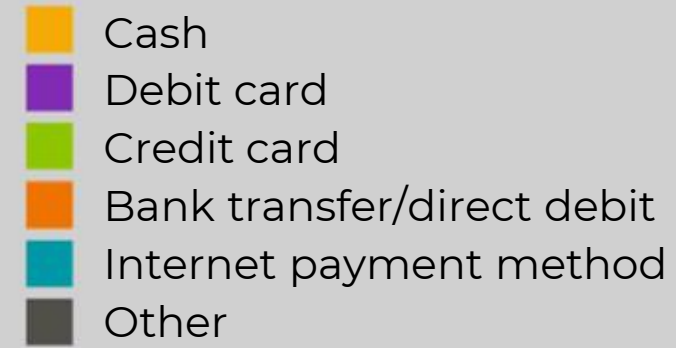 Cash
Debit card
Credit card
Bank transfer/direct debit
Internet payment method
Other